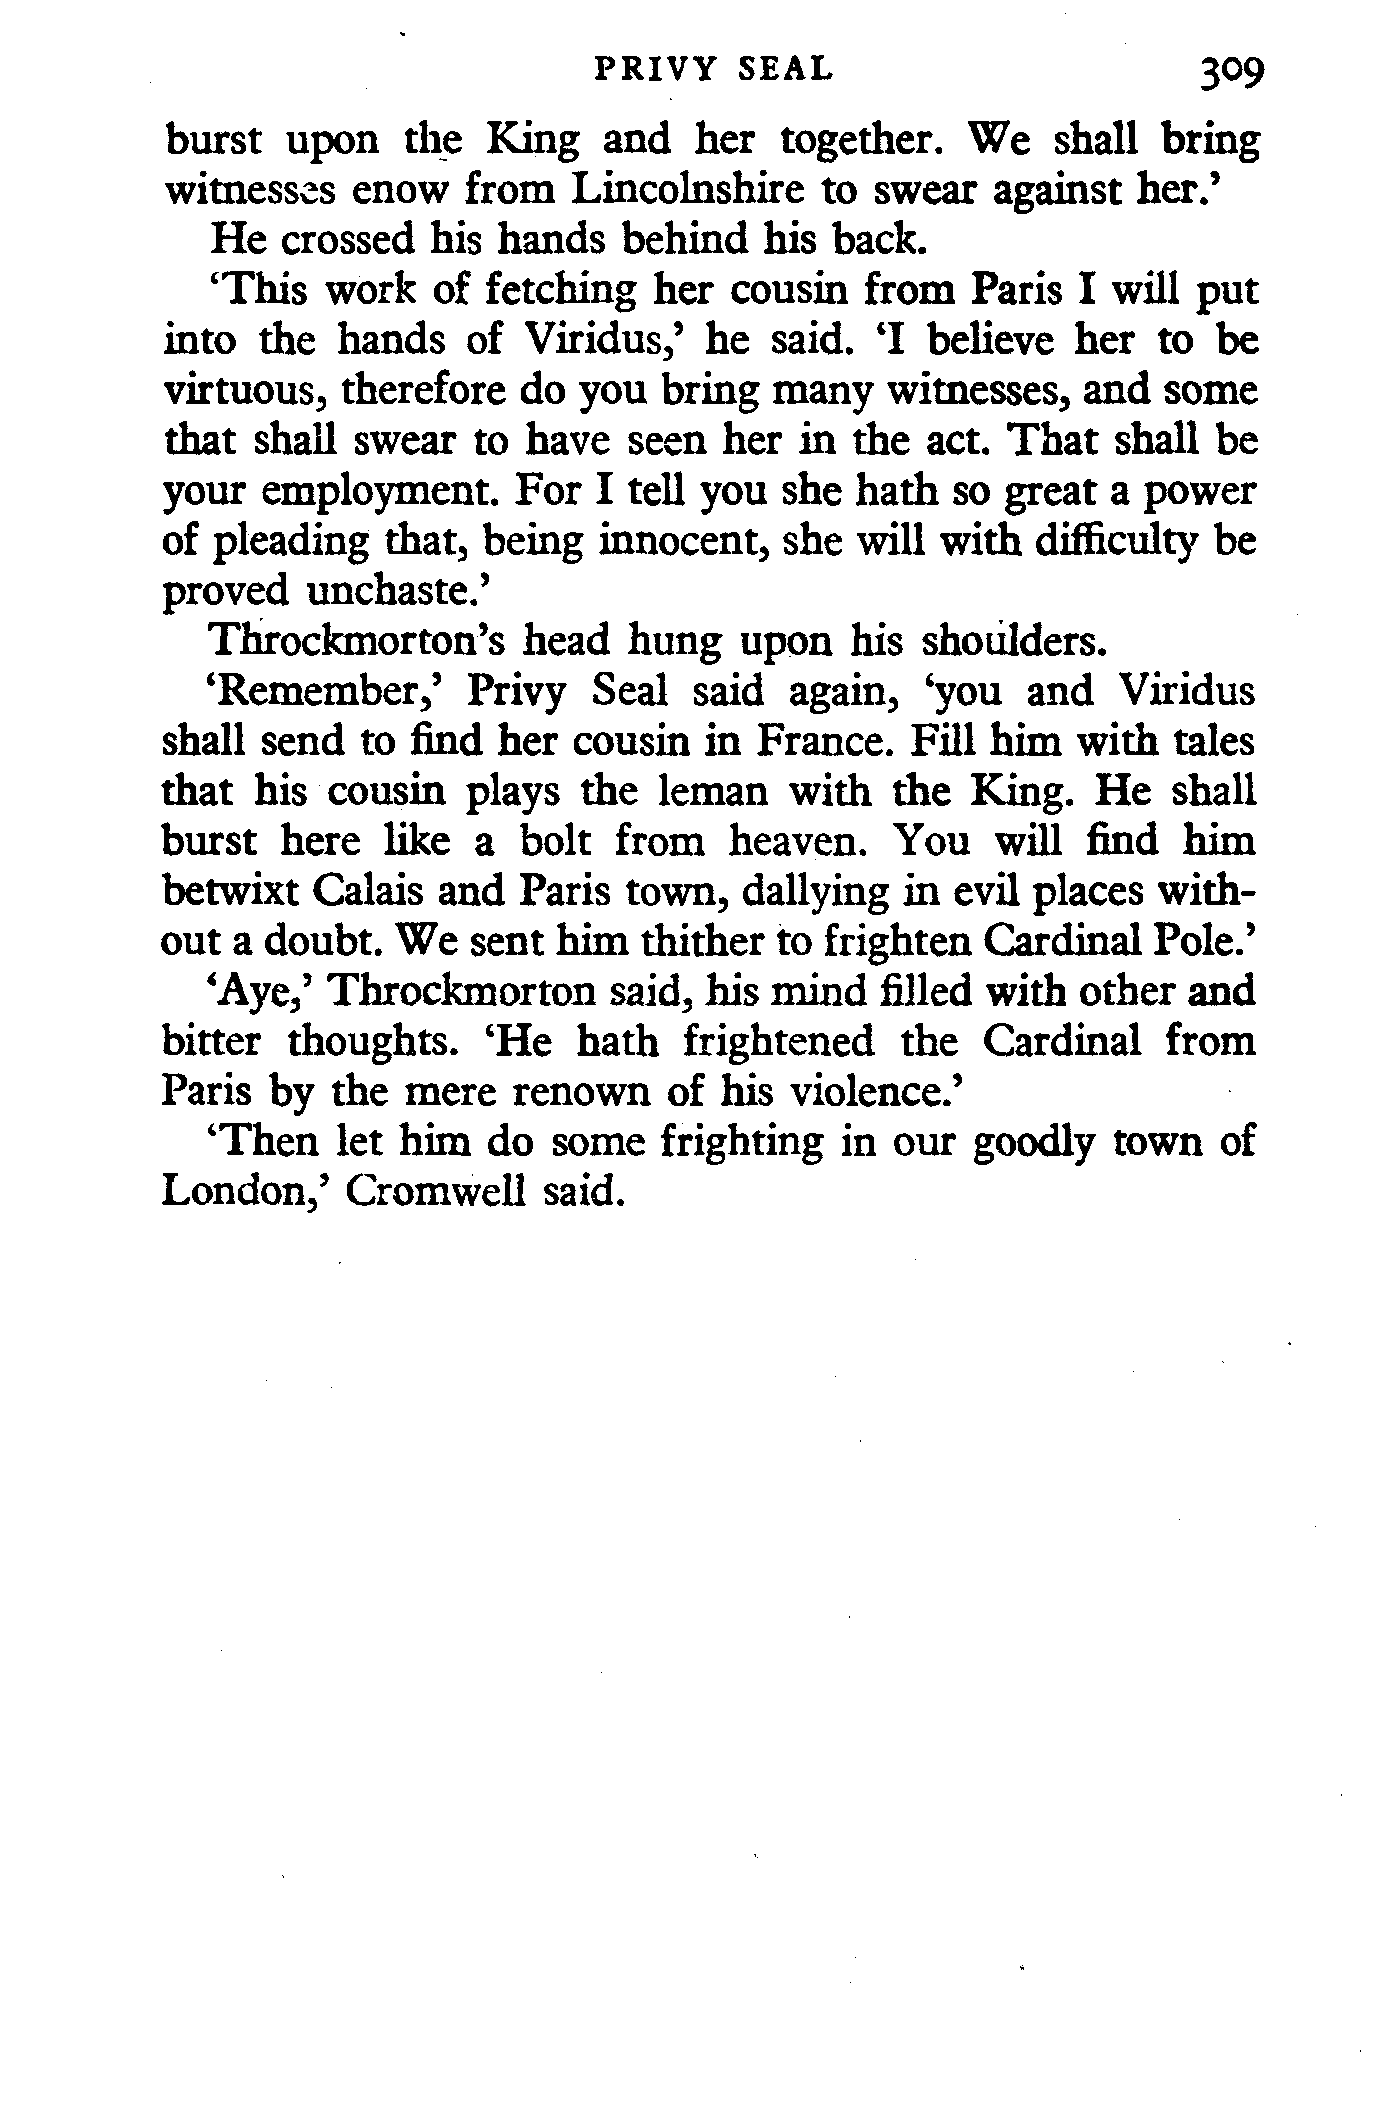 PRIVY SEAL 309
burst upon the King and her together. We shall bring
witnesses enow from Lincolnshire to swear against her.’
He crossed his hands behind his back.
‘This work of fetching her cousin from Paris I will put
into the hands of Viridus,’ he said. ‘I believe her to be
virtuous, therefore do you bring many witnesses, and some
that shall swear to have seen her in the act. That shall be
your employment. For I tell you she hath so great a power
of pleading that, being innocent, she will with difficulty be
proved unchaste.’
Throckmorton’s head hung upon his shoulders.
‘Remember,’ Privy Seal said again, ‘you and Viridus
shall send to find her cousin in France. Fill him with tales
that his cousin plays the leman with the King. He shall
burst here like a bolt from heaven. You will find him
betwixt Calais and Paris town, dallying in evil places with-
out a doubt. We sent him thither to frighten Cardinal Pole.’
‘Aye,’ Throckmorton said, his mind filled with other and
bitter thoughts. ‘He hath frightened the Cardinal from
Paris by the mere renown of his violence.’
‘Then let him do some frighting in our goodly town of
London,’ Cromwell said.